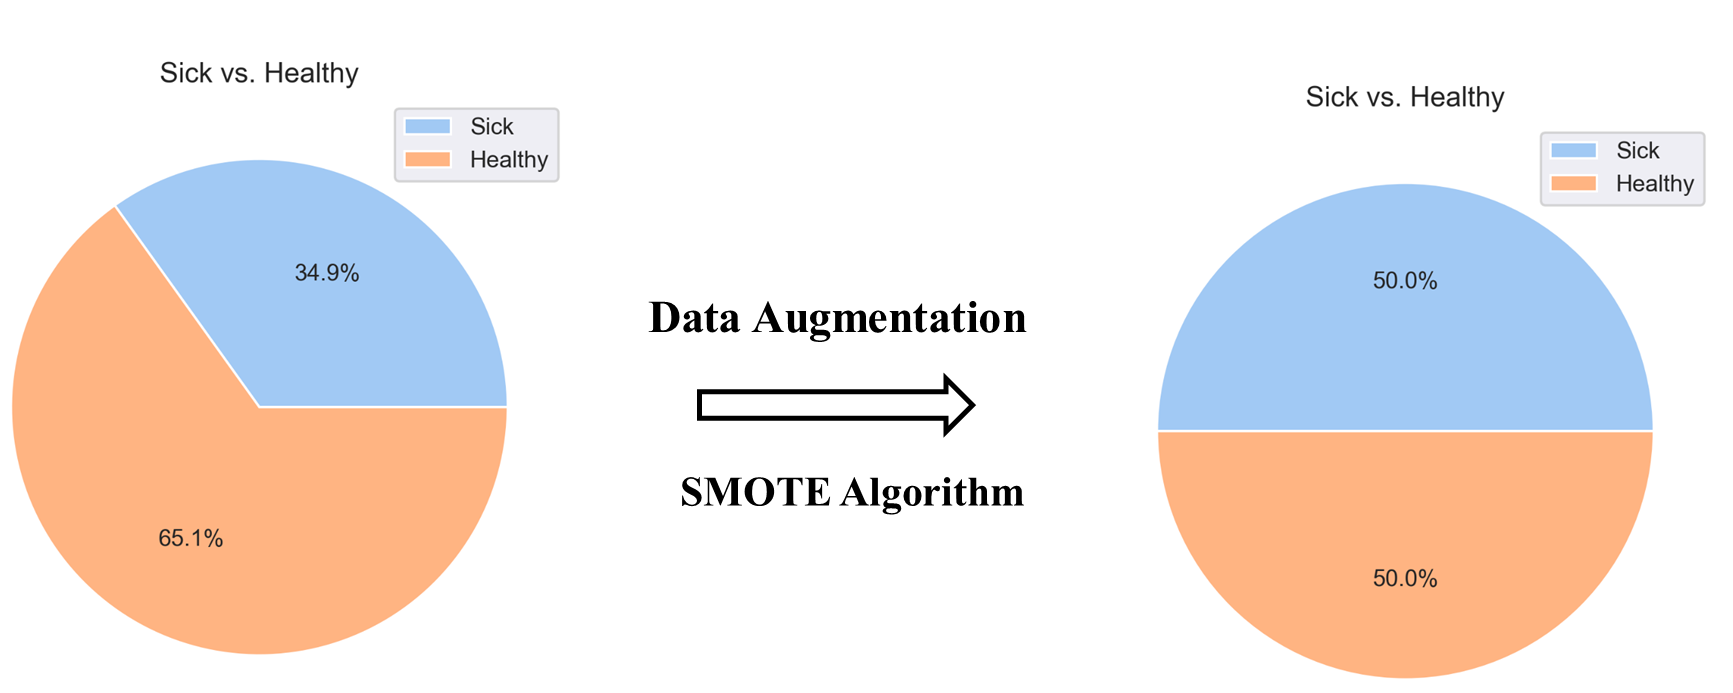 Sick vs. Healthy
Sick
Healthy
34.9%
65.1%
Data Augmentation
SMOTE Algorithm
Sick vs. Healthy
Sick
Healthy
50.0%
50.0%